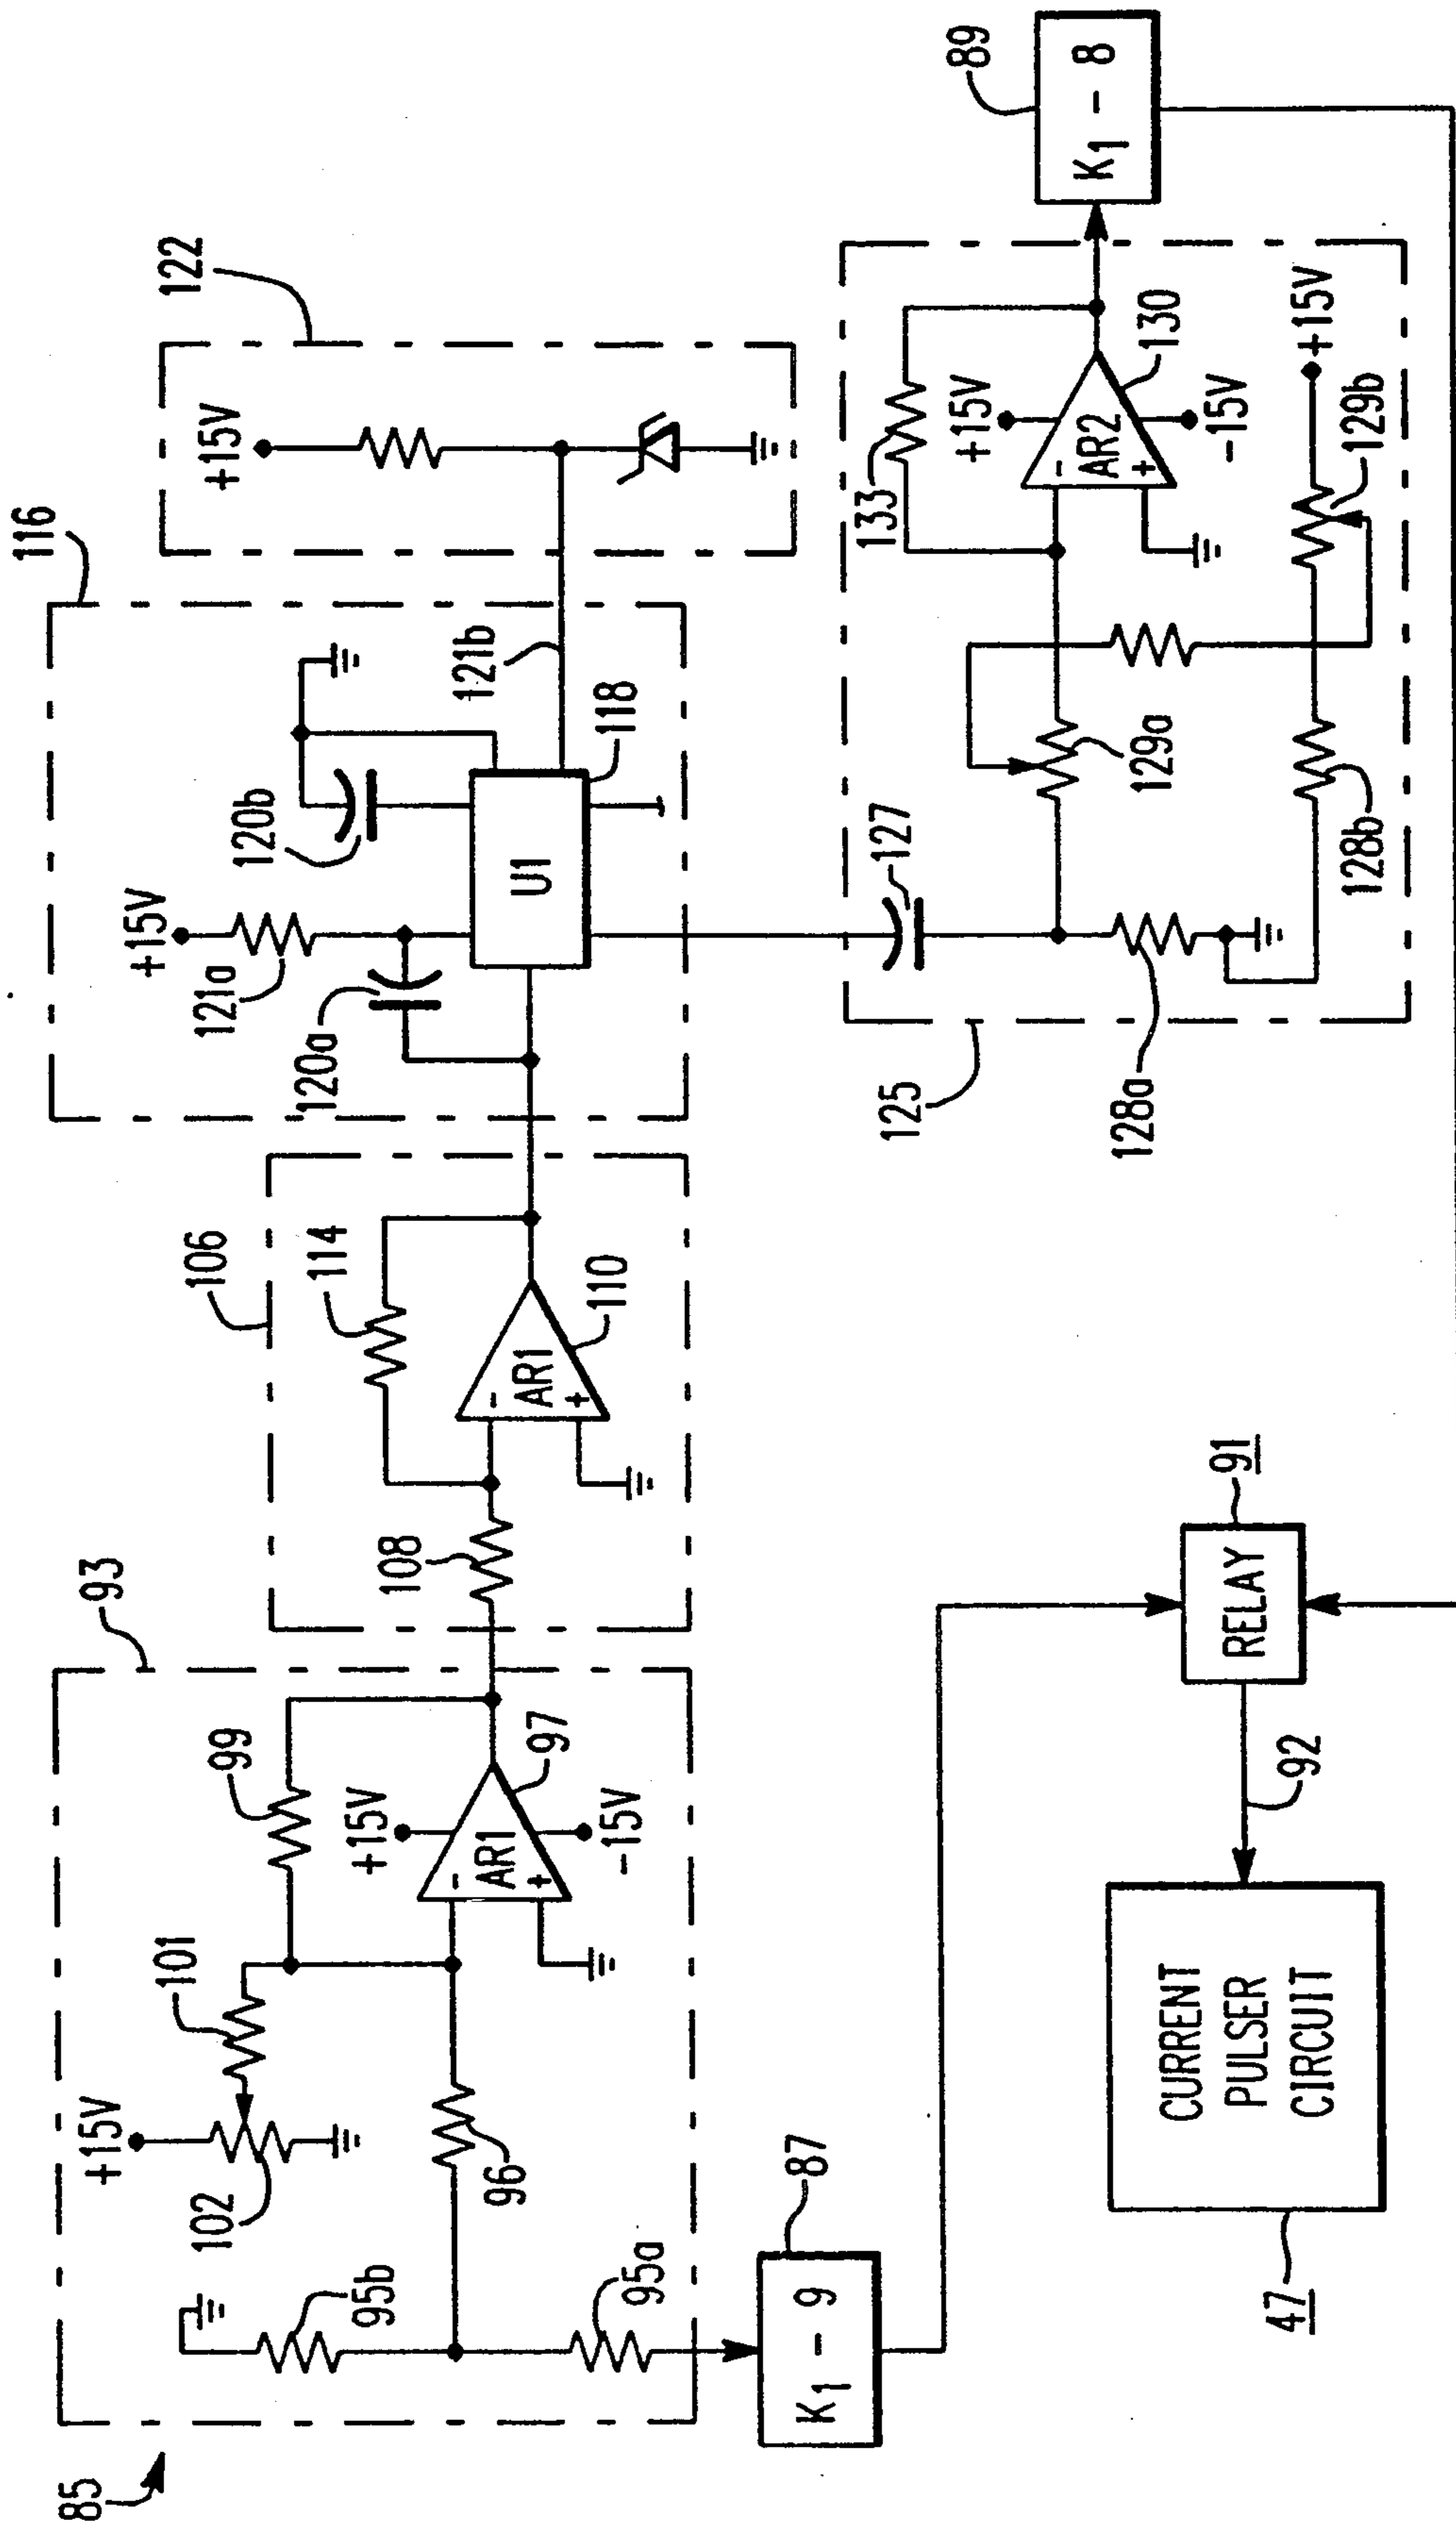 85
93
+15V
102
101
99
95b
95a
96
+15V
AR1
-
+
-15V
97
106
108
114
AR1
-
+
110
116
+15V
121a
120a
120b
U1
118
121b
122
+15V
125
127
128a
128b
129a
129b
+15V
133
+15V
AR2
-
+
-15V
130
89
K1 - 8
87
K1 - 9
91
RELAY
92
CURRENT
PULSER
CIRCUIT
47